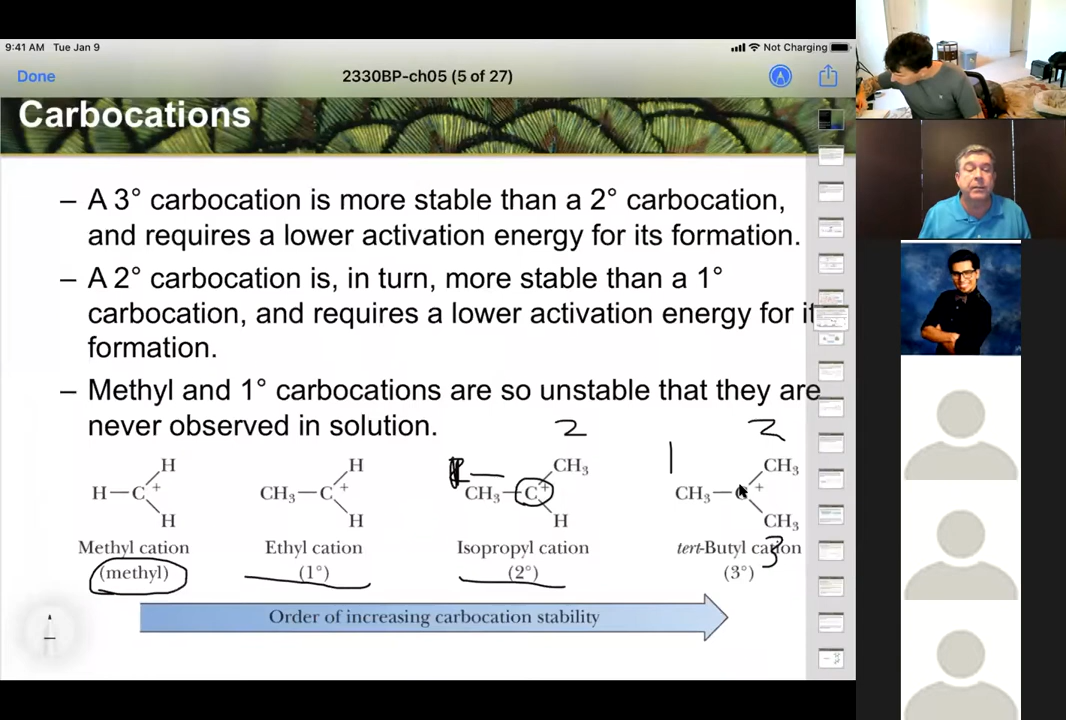 9:41 AM Tue Jan 9
Not Charging
Done
2330BP-ch05 (5 of 27)
Carbocations
– A 3° carbocation is more stable than a 2° carbocation,
and requires a lower activation energy for its formation.
– A 2° carbocation is, in turn, more stable than a 1°
carbocation, and requires a lower activation energy for it
formation.
– Methyl and 1° carbocations are so unstable that they are
never observed in solution.
2
1
2
H
H
CH₃
CH₃
H—C+
CH₃—C+
CH₃—C+
CH₃—C+
H
H
H
CH₃
3
Methyl cation
Ethyl cation
Isopropyl cation
tert-Butyl cation
(methyl)
(1°)
(2°)
(3°)
Order of increasing carbocation stability